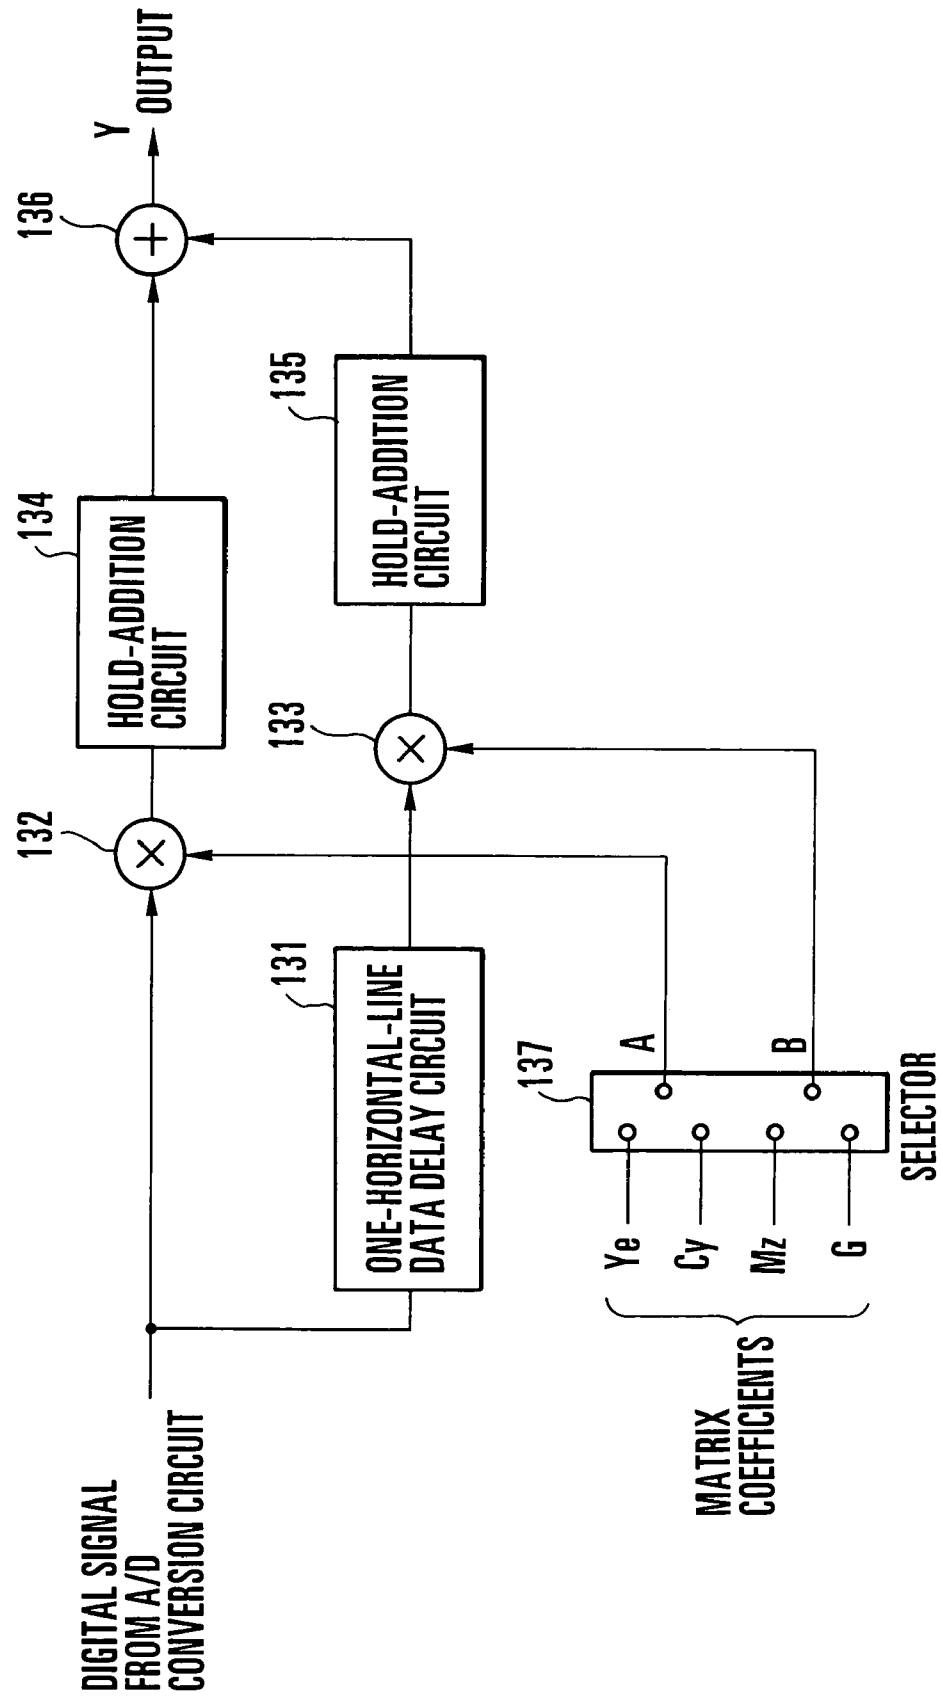 DIGITAL SIGNAL
FROM A/D
CONVERSION CIRCUIT
132
134
HOLD-ADDITION
CIRCUIT
136
Y
OUTPUT
131
ONE-HORIZONTAL-LINE
DATA DELAY CIRCUIT
133
135
HOLD-ADDITION
CIRCUIT
MATRIX
COEFFICIENTS
Ye
Cy
Mz
G
137
A
B
SELECTOR